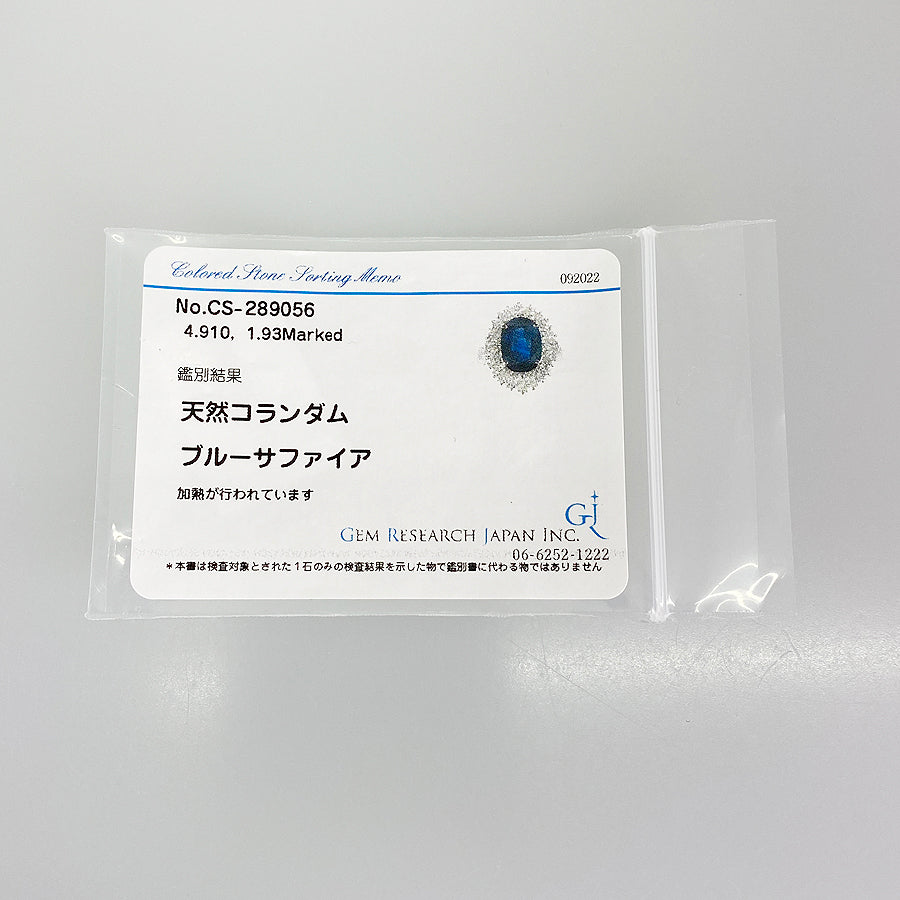 Colored Stone Sorting Memo 092022
No.CS-289056
4.910, 1.93Marked
鑑別結果
天然コランダム
ブルーサファイア
加熱が行われています
GJ
GEM RESEARCH JAPAN INC.
06-6252-1222
*本書は検査対象とされた1石のみの検査結果を示した物で鑑別書に代わる物ではありません